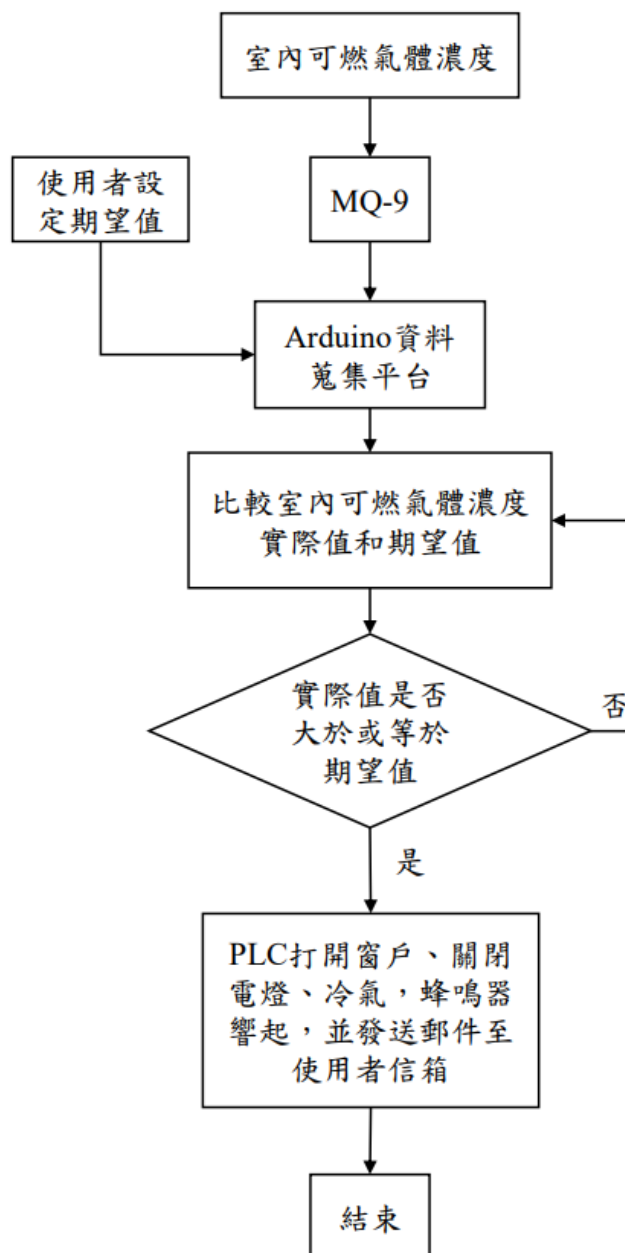 室內可燃氣體濃度
使用者設
定期望值
MQ-9
Arduino資料
蒐集平台
比較室內可燃氣體濃度
實際值和期望值
實際值是否
大於或等於
期望值
否
是
PLC打開窗戶、關閉
電燈、冷氣，蜂鳴器
響起，並發送郵件至
使用者信箱
結束